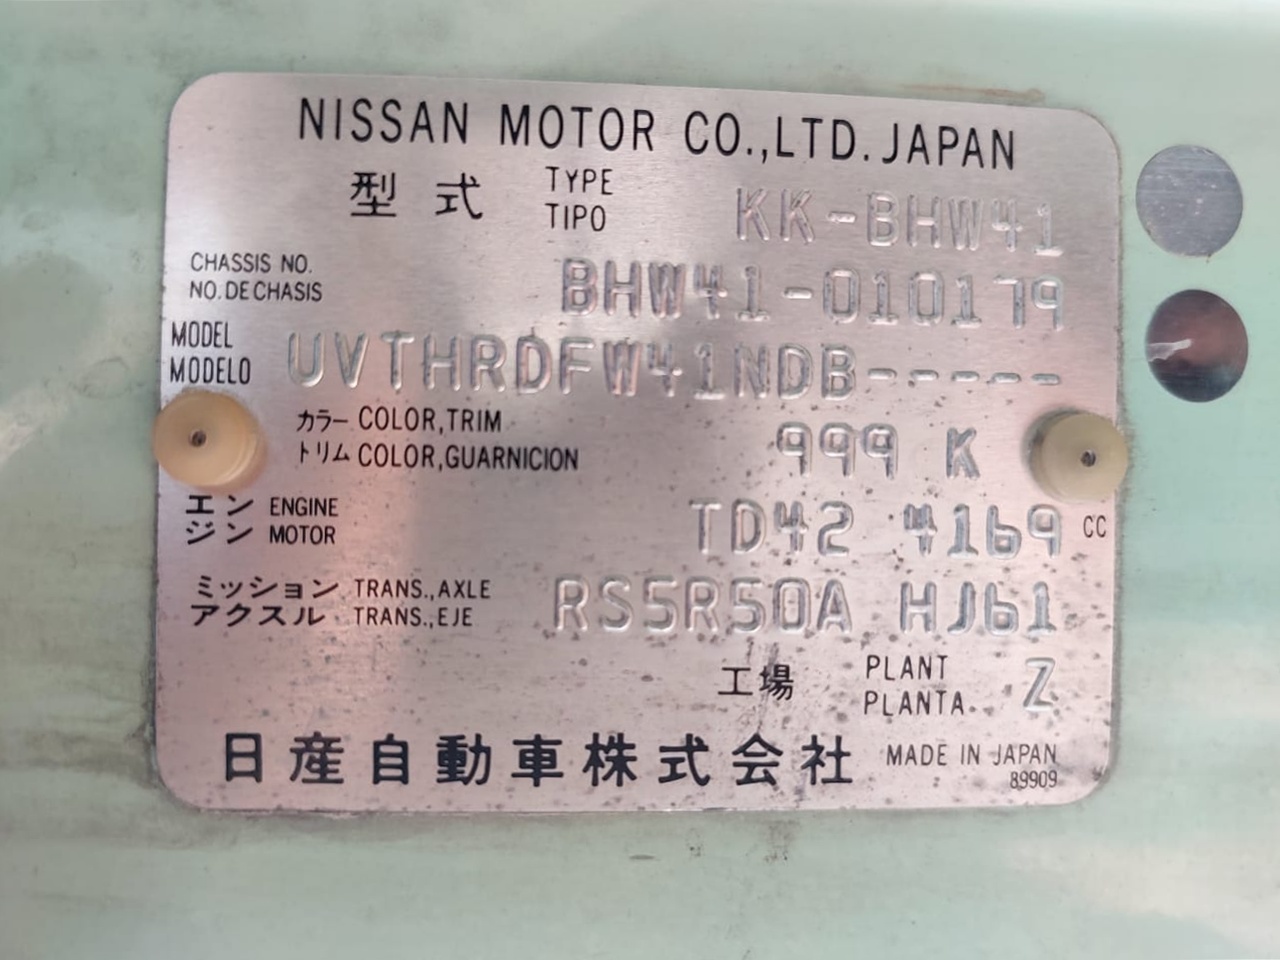 NISSAN MOTOR CO.,LTD. JAPAN
型式 TYPE TIPO KK-BHW41
CHASSIS NO. NO. DE CHASIS BHW41-010179
MODEL MODELO UVTHRDFW41NDB-----
カラー COLOR, TRIM
トリム COLOR, GUARNICION 999 K
エンジン ENGINE MOTOR TD42 4169 CC
ミッション TRANS., AXLE
アクスル TRANS., EJE RS5R50A HJ61
工場 PLANT PLANTA Z
日産自動車株式会社 MADE IN JAPAN
89909